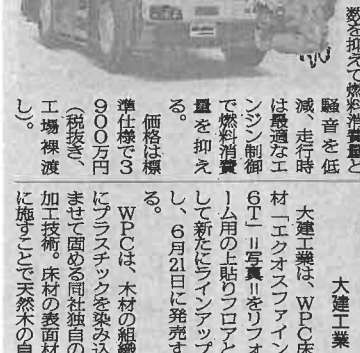 数を抑えて燃料消費量と
騒音を低
減、走行時
は最適なエ
ンジン制御
で燃料消費
量を抑え
る。
価格は標
準仕様で3
900万円
（税抜き、
工場裸渡
し）。
大建工業
大建工業は、WPC床
材「エクオスファイン
6T」＝写真＝をリフォ
ーム用の上貼りフロアと
して新たにラインアップ
し、6月21日に発売す
る。
WPCは、木材の組織
にプラスチックを染み込
ませて固める同社独自の
加工技術。床材の表面材
に施すことで天然木の自